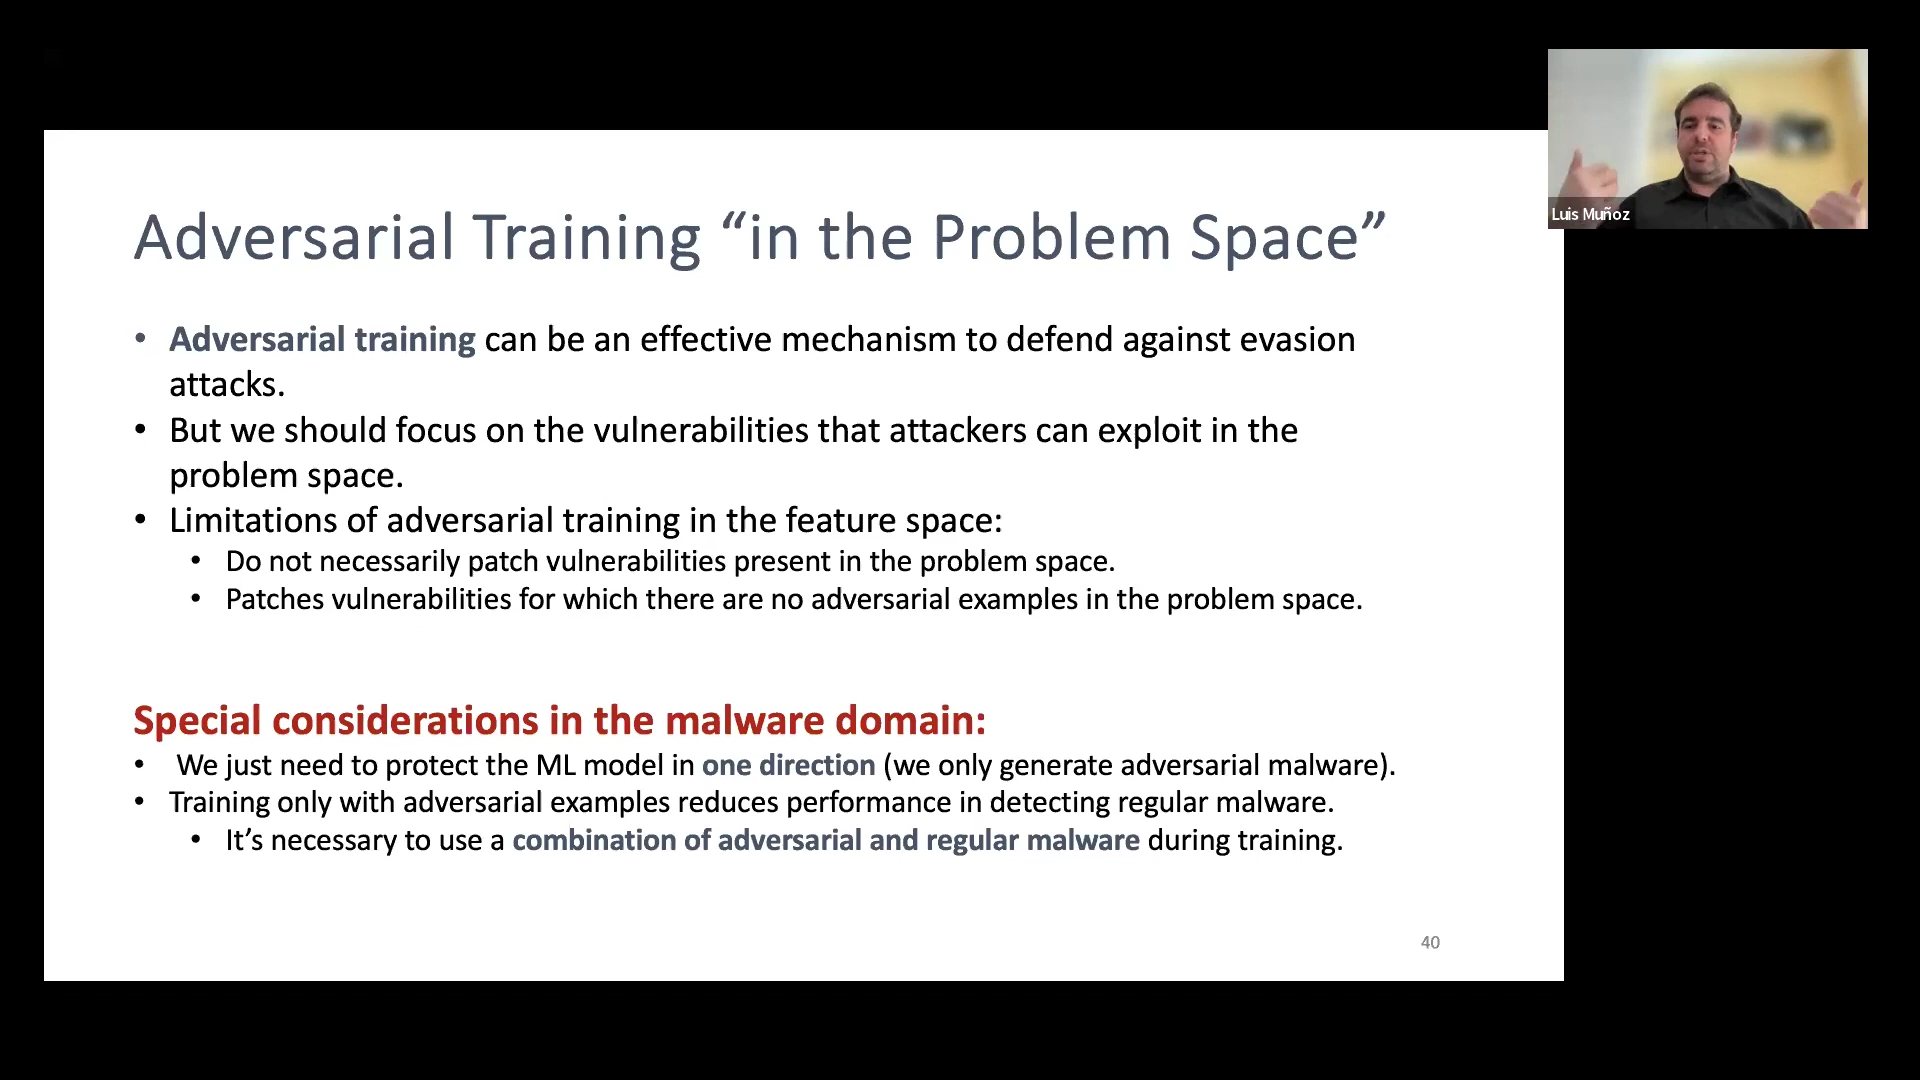 Luis Muñoz
Adversarial Training “in the Problem Space”
• Adversarial training can be an effective mechanism to defend against evasion
attacks.
• But we should focus on the vulnerabilities that attackers can exploit in the
problem space.
• Limitations of adversarial training in the feature space:
• Do not necessarily patch vulnerabilities present in the problem space.
• Patches vulnerabilities for which there are no adversarial examples in the problem space.
Special considerations in the malware domain:
• We just need to protect the ML model in one direction (we only generate adversarial malware).
• Training only with adversarial examples reduces performance in detecting regular malware.
• It’s necessary to use a combination of adversarial and regular malware during training.
40